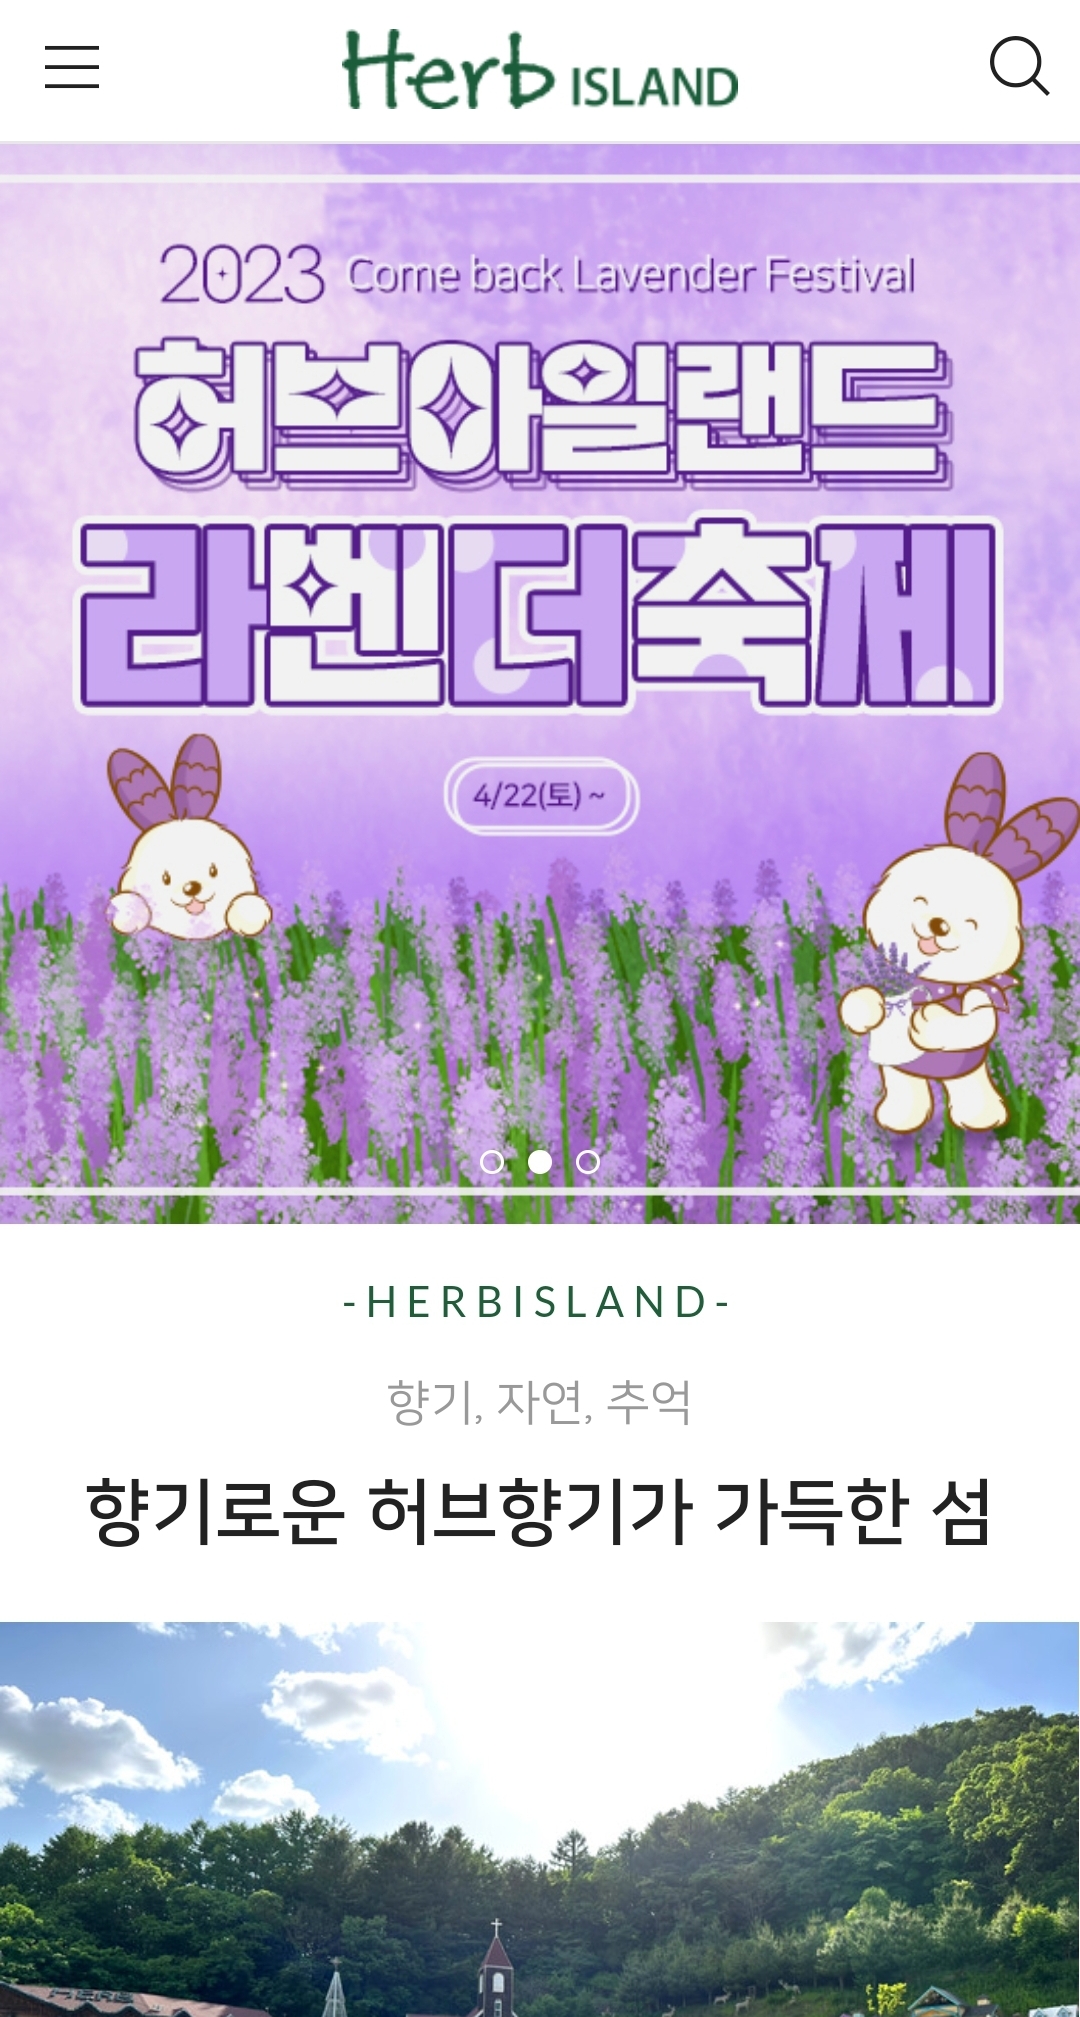 Herb ISLAND
2023 Come back Lavender Festival
허브아일랜드
라벤더축제
4/22(토) ~
-HERBISLAND-
향기, 자연, 추억
향기로운 허브향기가 가득한 섬